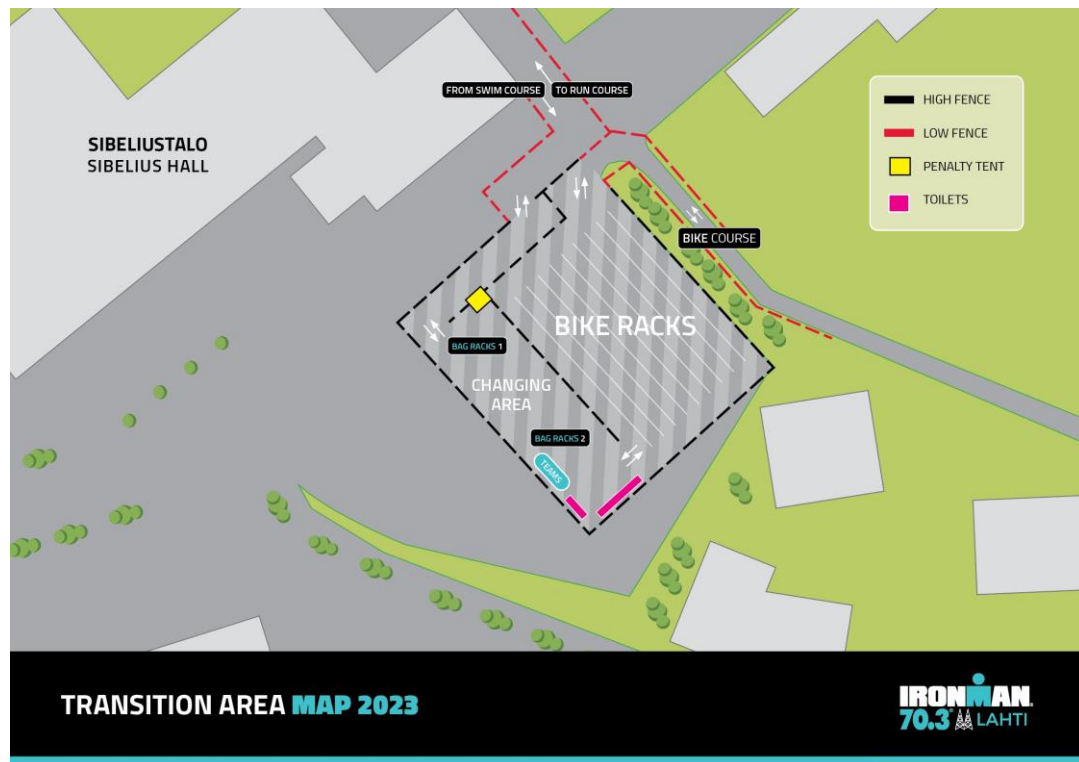 FROM SWIM COURSE
TO RUN COURSE
SIBELIUSTALO
SIBELIUS HALL
HIGH FENCE
LOW FENCE
PENALTY TENT
TOILETS
BIKE COURSE
BIKE RACKS
BAG RACKS 1
CHANGING
AREA
BAG RACKS 2
TEAMS
TRANSITION AREA MAP 2023
IRONMAN
70.3 LAHTI